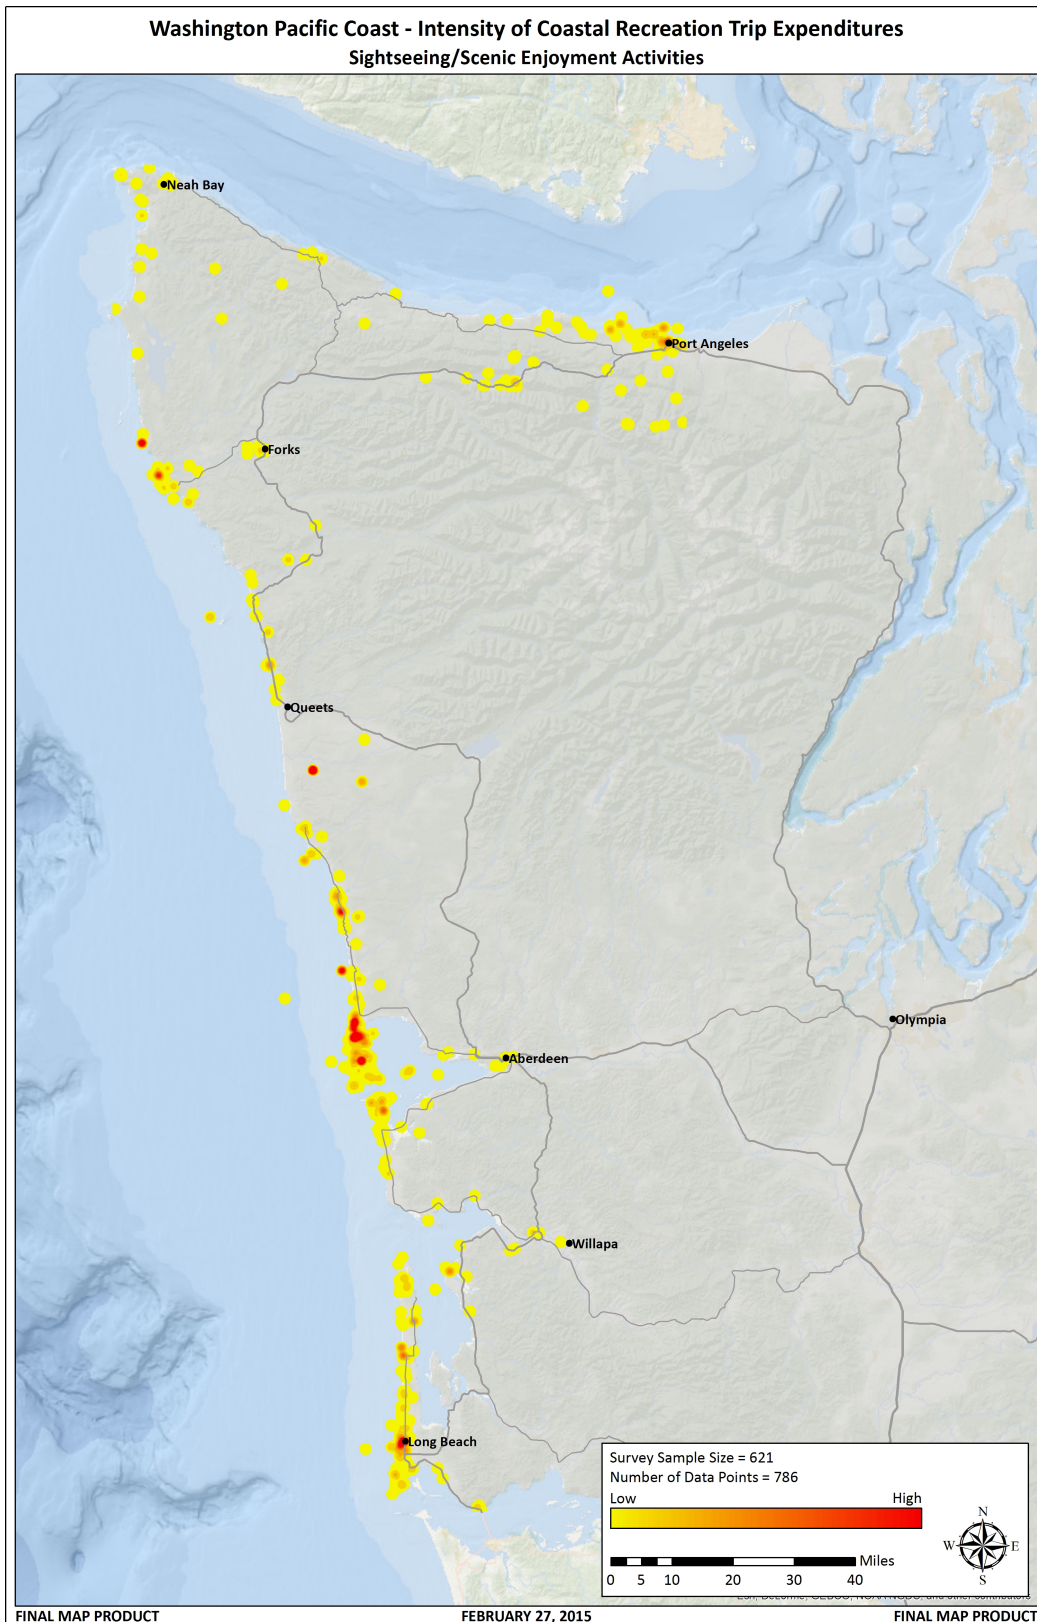 Washington Pacific Coast - Intensity of Coastal Recreation Trip Expenditures
Sightseeing/Scenic Enjoyment Activities
Neah Bay
Port Angeles
Forks
Queets
Olympia
Aberdeen
Willapa
Long Beach
Survey Sample Size = 621
Number of Data Points = 786
Low High
N
W E
S
Miles
0 5 10 20 30 40
FINAL MAP PRODUCT FEBRUARY 27, 2015 FINAL MAP PRODUCT